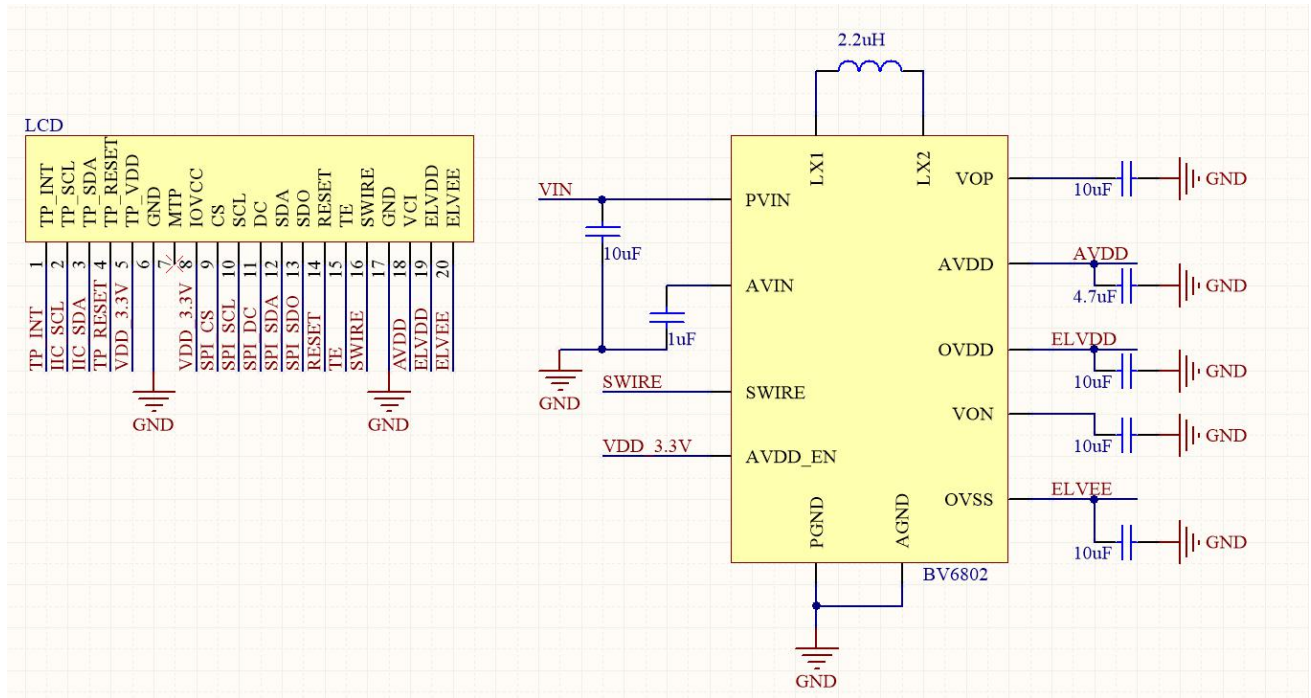 LCD
TP_INT
TP_SCL
TP_SDA
TP_RESET
TP_VDD
GND
MTP
IOVCC
CS
SCL
DC
SDA
SDO
RESET
TE
SWIRE
GND
VCI
ELVDD
ELVEE
1
2
3
4
5
6
7
8
9
10
11
12
13
14
15
16
17
18
19
20
TP_INT
IIC_SCL
IIC_SDA
TP_RESET
VDD_3.3V
VDD_3.3V
SPI_CS
SPI_SCL
SPI_DC
SPI_SDA
SPI_SDO
RESET
TE
SWIRE
AVDD
ELVDD
ELVEE
GND
GND
2.2uH
LX1
LX2
VIN
PVIN
10uF
AVIN
1uF
GND
SWIRE
SWIRE
VDD_3.3V
AVDD_EN
PGND
AGND
GND
BV6802
VOP
10uF
GND
AVDD
AVDD
4.7uF
GND
OVDD
ELVDD
10uF
GND
VON
10uF
GND
OVSS
ELVEE
10uF
GND